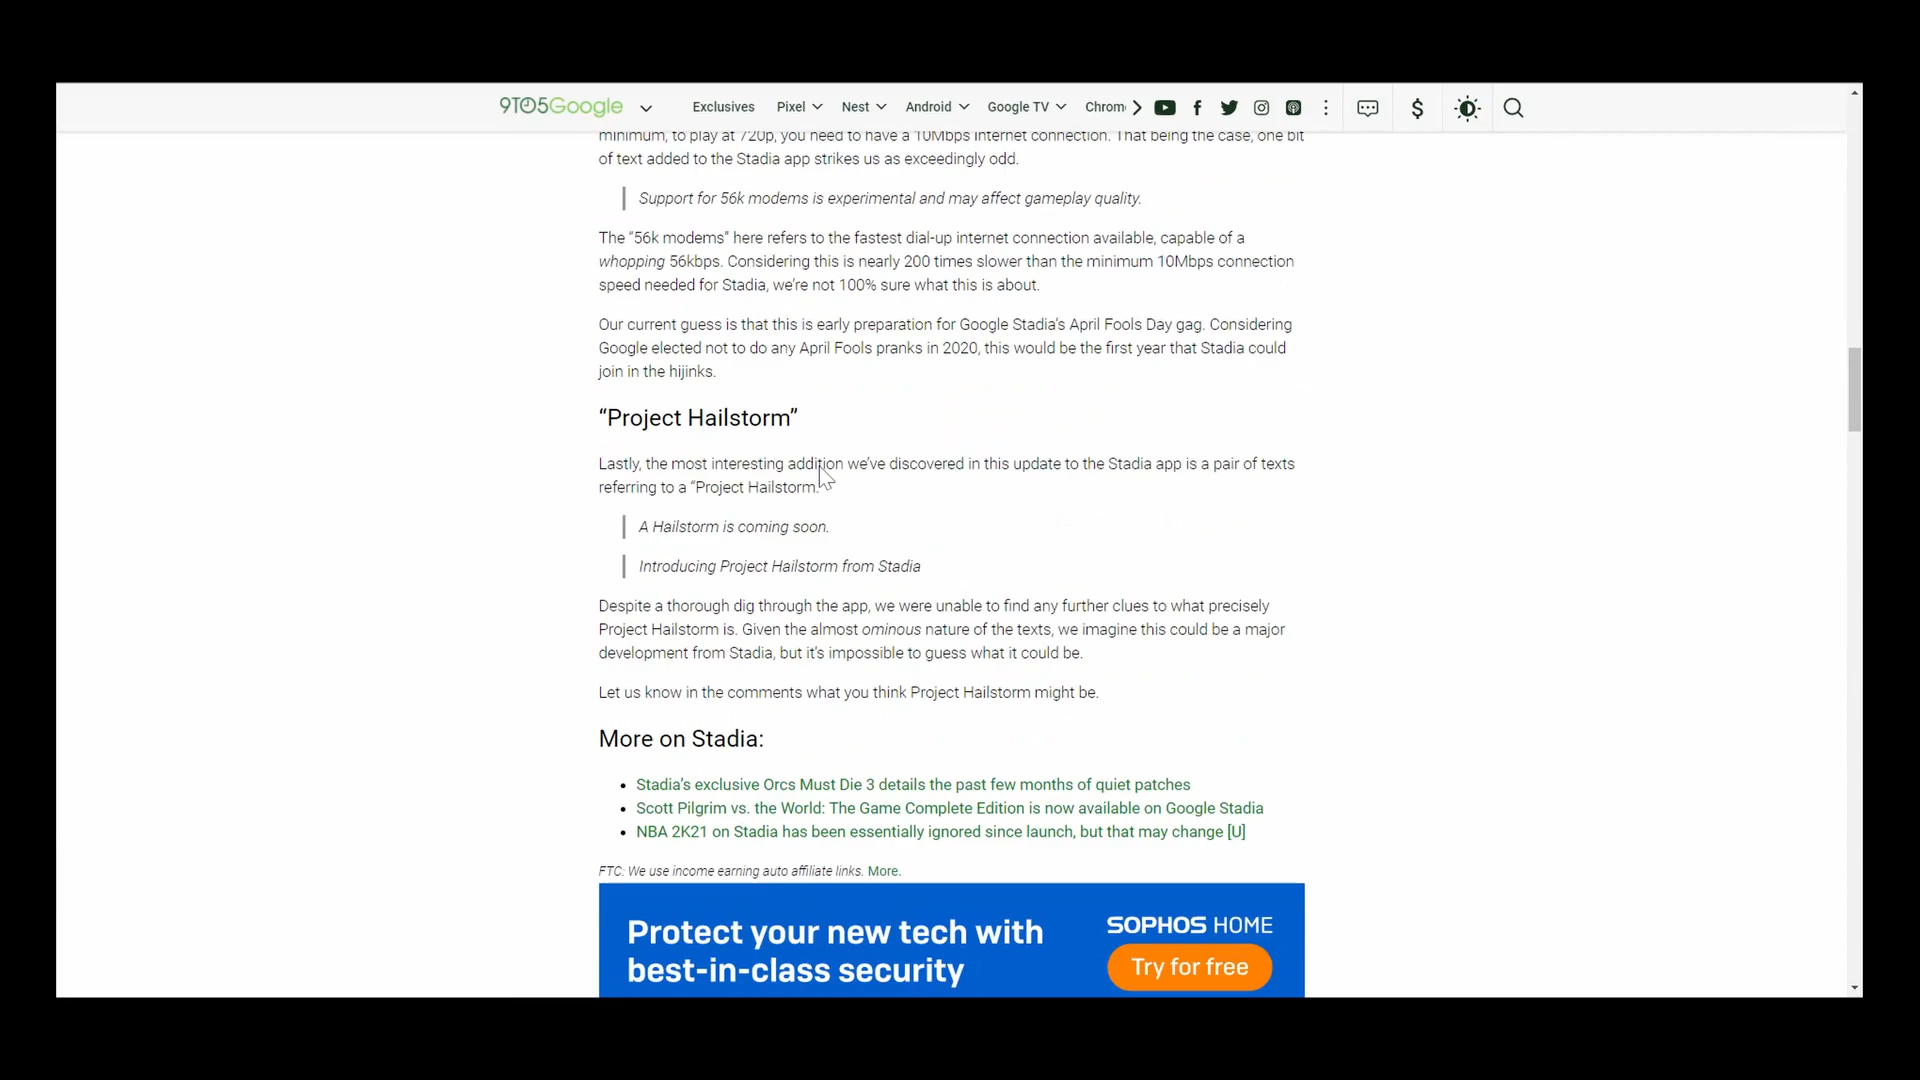 9TO5Google Exclusives Pixel Nest Android Google TV Chrom $
minimum, to play at 720p, you need to have a 10Mbps internet connection. That being the case, one bit
of text added to the Stadia app strikes us as exceedingly odd.
Support for 56k modems is experimental and may affect gameplay quality.
The “56k modems” here refers to the fastest dial-up internet connection available, capable of a
whopping 56kbps. Considering this is nearly 200 times slower than the minimum 10Mbps connection
speed needed for Stadia, we’re not 100% sure what this is about.
Our current guess is that this is early preparation for Google Stadia’s April Fools Day gag. Considering
Google elected not to do any April Fools pranks in 2020, this would be the first year that Stadia could
join in the hijinks.
“Project Hailstorm”
Lastly, the most interesting addition we’ve discovered in this update to the Stadia app is a pair of texts
referring to a “Project Hailstorm.”
A Hailstorm is coming soon.
Introducing Project Hailstorm from Stadia
Despite a thorough dig through the app, we were unable to find any further clues to what precisely
Project Hailstorm is. Given the almost ominous nature of the texts, we imagine this could be a major
development from Stadia, but it’s impossible to guess what it could be.
Let us know in the comments what you think Project Hailstorm might be.
More on Stadia:
• Stadia’s exclusive Orcs Must Die 3 details the past few months of quiet patches
• Scott Pilgrim vs. the World: The Game Complete Edition is now available on Google Stadia
• NBA 2K21 on Stadia has been essentially ignored since launch, but that may change [U]
FTC: We use income earning auto affiliate links. More.
Protect your new tech with
best-in-class security
SOPHOS HOME
Try for free